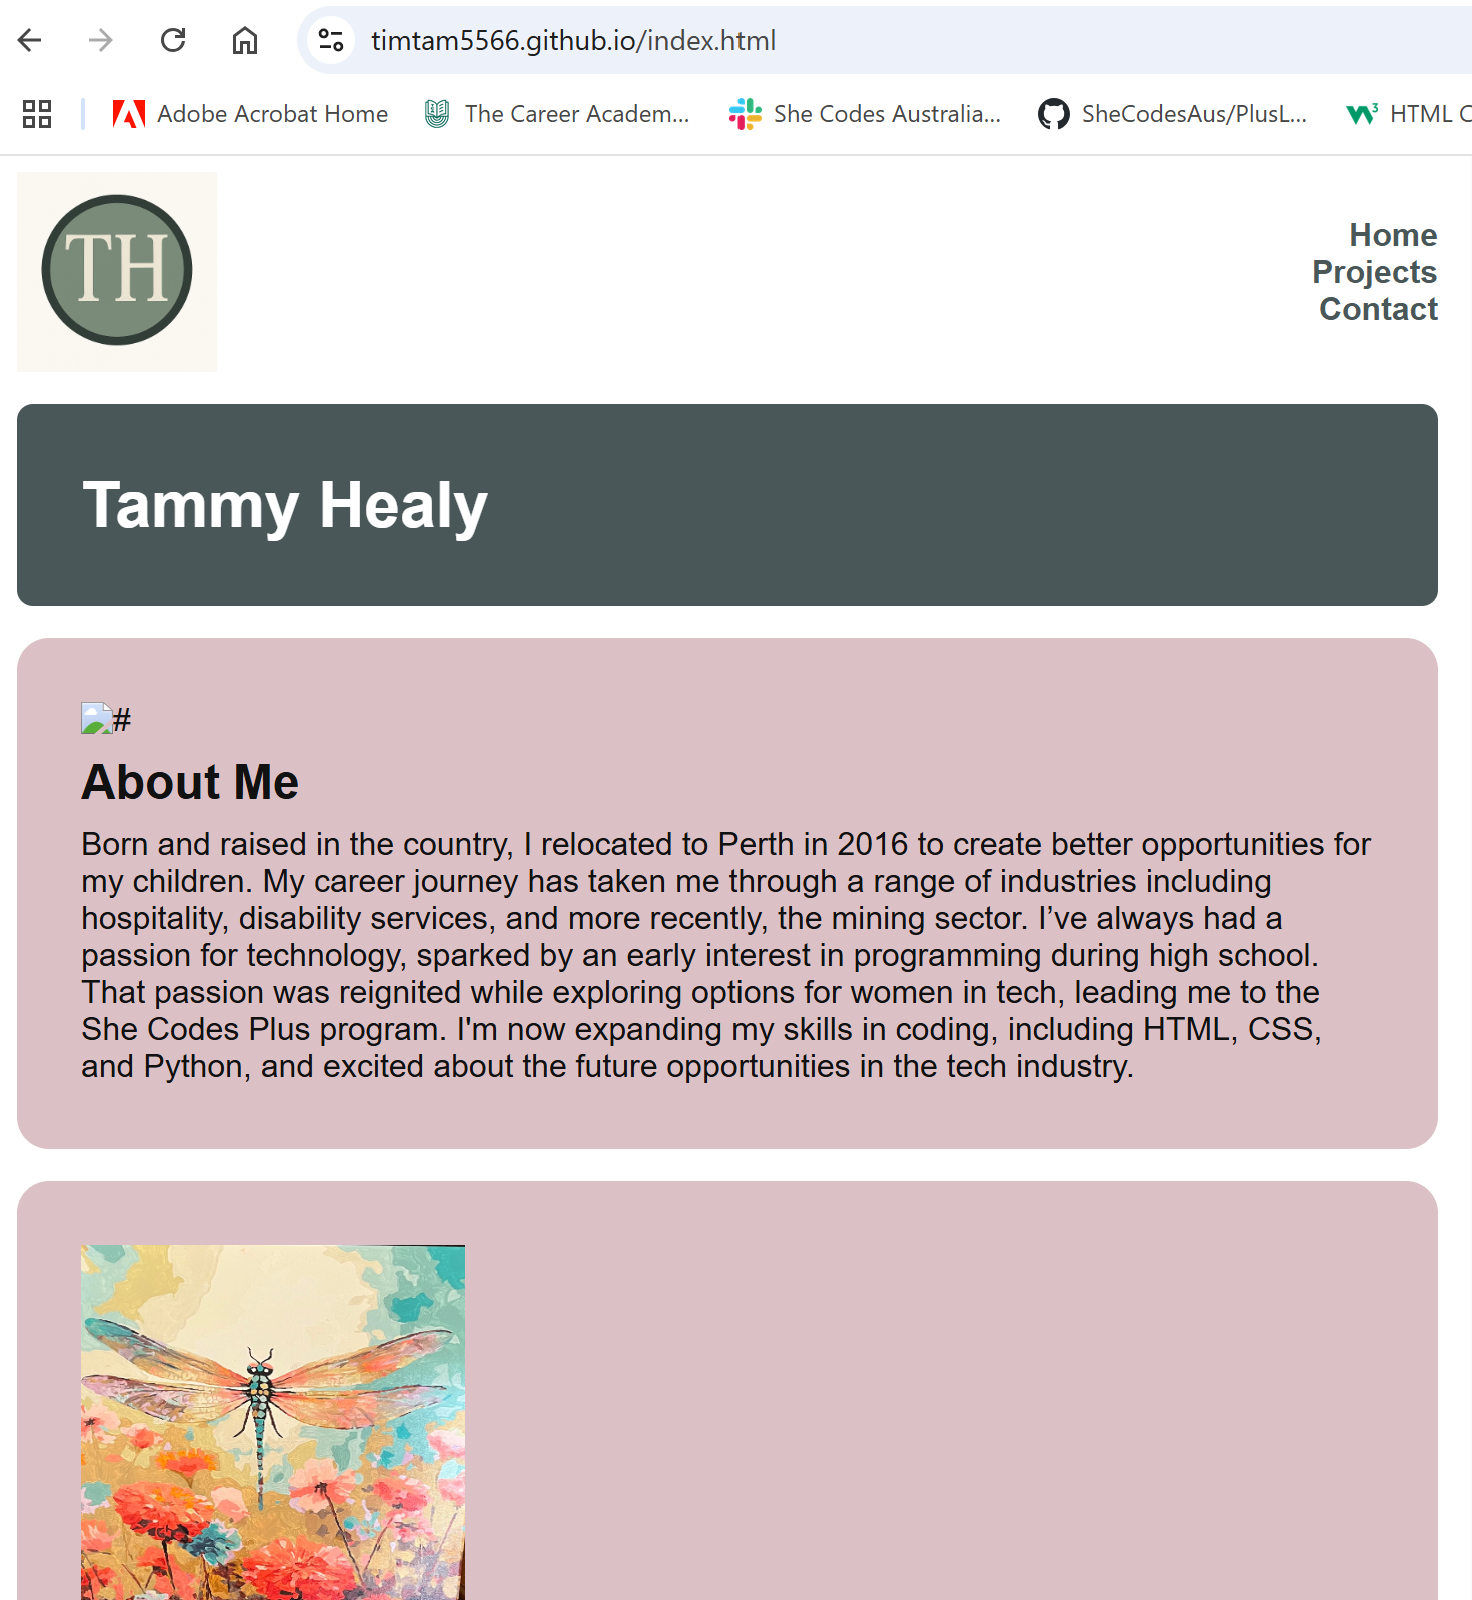 timtam5566.github.io/index.html
Adobe Acrobat Home The Career Academ... She Codes Australia... SheCodesAus/PlusL... HTML C
TH
Home
Projects
Contact
Tammy Healy
#
About Me
Born and raised in the country, I relocated to Perth in 2016 to create better opportunities for
my children. My career journey has taken me through a range of industries including
hospitality, disability services, and more recently, the mining sector. I’ve always had a
passion for technology, sparked by an early interest in programming during high school.
That passion was reignited while exploring options for women in tech, leading me to the
She Codes Plus program. I'm now expanding my skills in coding, including HTML, CSS,
and Python, and excited about the future opportunities in the tech industry.